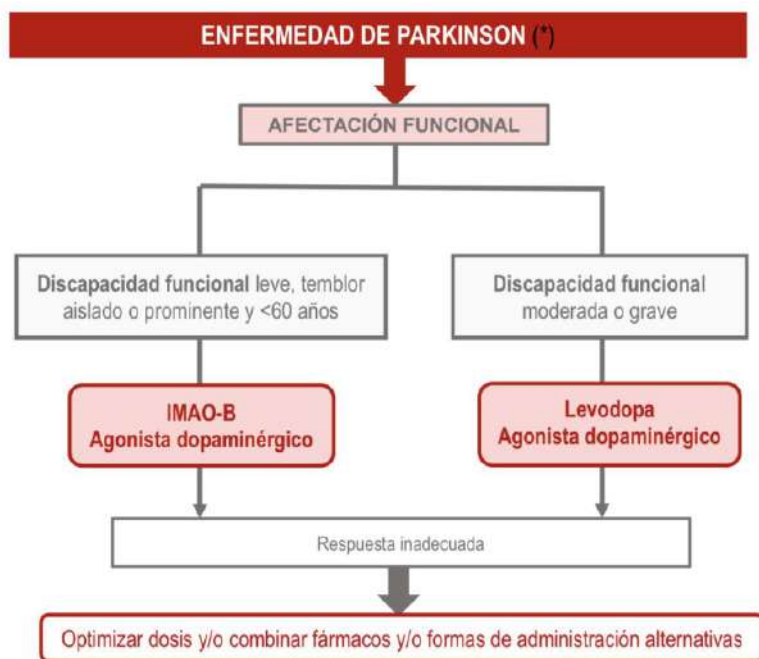 ENFERMEDAD DE PARKINSON (*)
AFECTACIÓN FUNCIONAL
Discapacidad funcional leve, temblor
aislado o prominente y <60 años
Discapacidad funcional
moderada o grave
IMAO-B
Agonista dopaminérgico
Levodopa
Agonista dopaminérgico
Respuesta inadecuada
Optimizar dosis y/o combinar fármacos y/o formas de administración alternativas